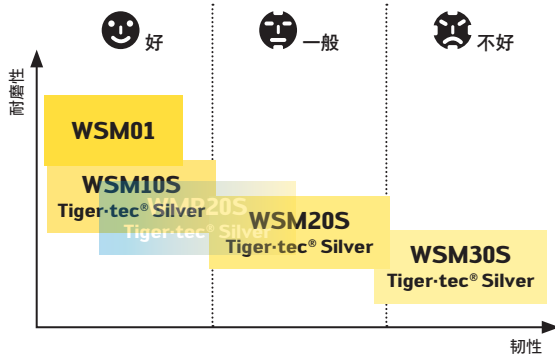 好
一般
不好
耐磨性
WSM01
WSM10S
Tiger·tec® Silver
WMP20S
Tiger·tec® Silver
WSM20S
Tiger·tec® Silver
WSM30S
Tiger·tec® Silver
韧性